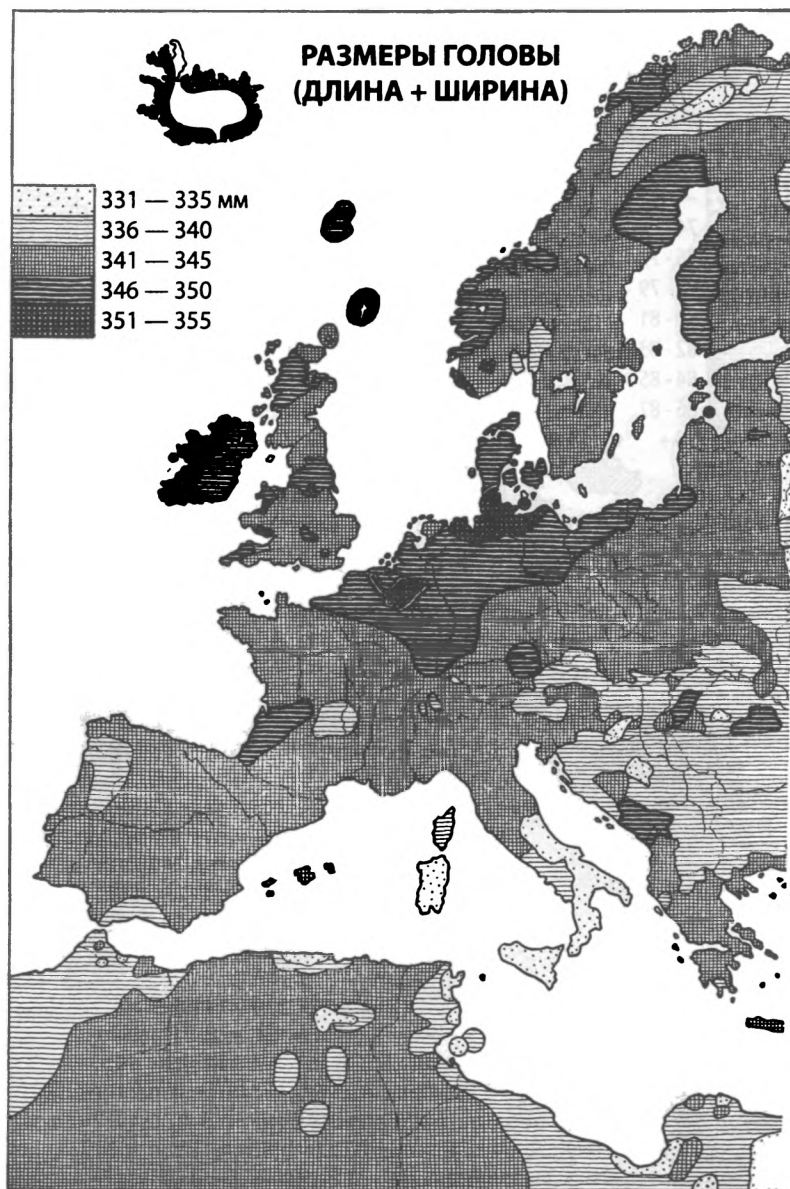 РАЗМЕРЫ ГОЛОВЫ
(ДЛИНА + ШИРИНА)
331 — 335 мм
336 — 340
341 — 345
346 — 350
351 — 355